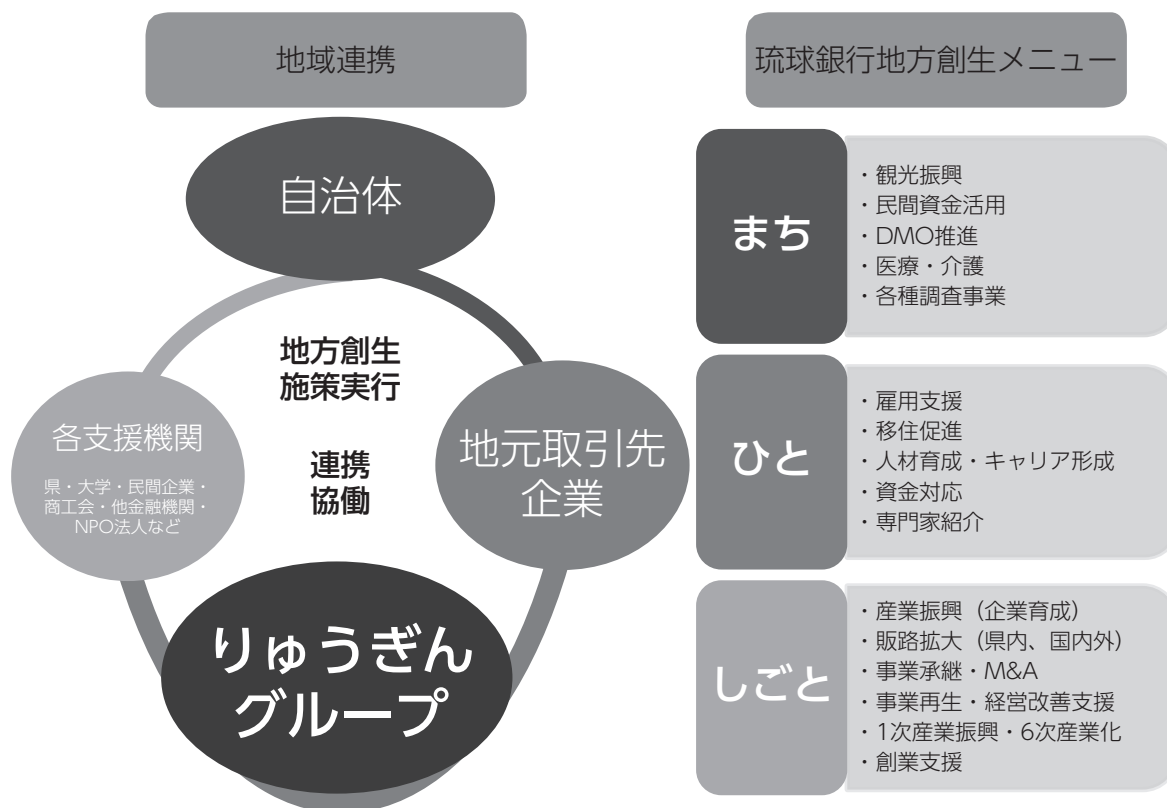 地域連携
自治体
地方創生
施策実行
連携
協働
各支援機関
県・大学・民間企業・
商工会・他金融機関・
NPO法人など
地元取引先
企業
りゅうぎん
グループ
琉球銀行地方創生メニュー
まち
・観光振興
・民間資金活用
・DMO推進
・医療・介護
・各種調査事業
ひと
・雇用支援
・移住促進
・人材育成・キャリア形成
・資金対応
・専門家紹介
しごと
・産業振興（企業育成）
・販路拡大（県内、国内外）
・事業承継・M&A
・事業再生・経営改善支援
・1次産業振興・6次産業化
・創業支援